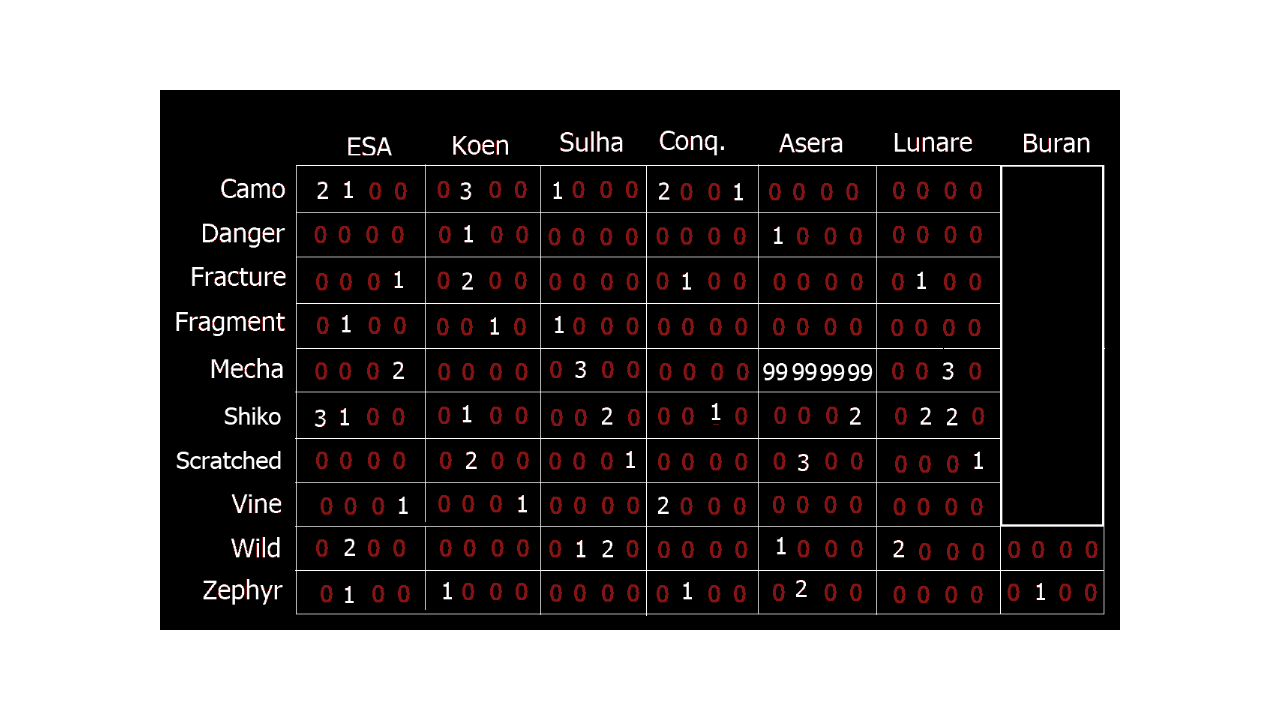 ESA Koen Sulha Conq. Asera Lunare Buran
Camo 2 1 0 0 0 3 0 0 1 0 0 0 2 0 0 1 0 0 0 0 0 0 0 0
Danger 0 0 0 0 0 1 0 0 0 0 0 0 0 0 0 0 1 0 0 0 0 0 0 0
Fracture 0 0 0 1 0 2 0 0 0 0 0 0 0 1 0 0 0 0 0 0 0 1 0 0
Fragment 0 1 0 0 0 0 1 0 1 0 0 0 0 0 0 0 0 0 0 0 0 0 0 0
Mecha 0 0 0 2 0 0 0 0 0 3 0 0 0 0 0 0 99999999 0 0 3 0
Shiko 3 1 0 0 0 1 0 0 0 0 2 0 0 0 1 0 0 0 0 2 0 2 2 0
Scratched 0 0 0 0 0 2 0 0 0 0 0 1 0 0 0 0 0 3 0 0 0 0 0 1
Vine 0 0 0 1 0 0 0 1 0 0 0 0 2 0 0 0 0 0 0 0 0 0 0 0
Wild 0 2 0 0 0 0 0 0 0 1 2 0 0 0 0 0 1 0 0 0 2 0 0 0 0 0 0 0
Zephyr 0 1 0 0 1 0 0 0 0 0 0 0 0 1 0 0 0 2 0 0 0 0 0 0 0 1 0 0